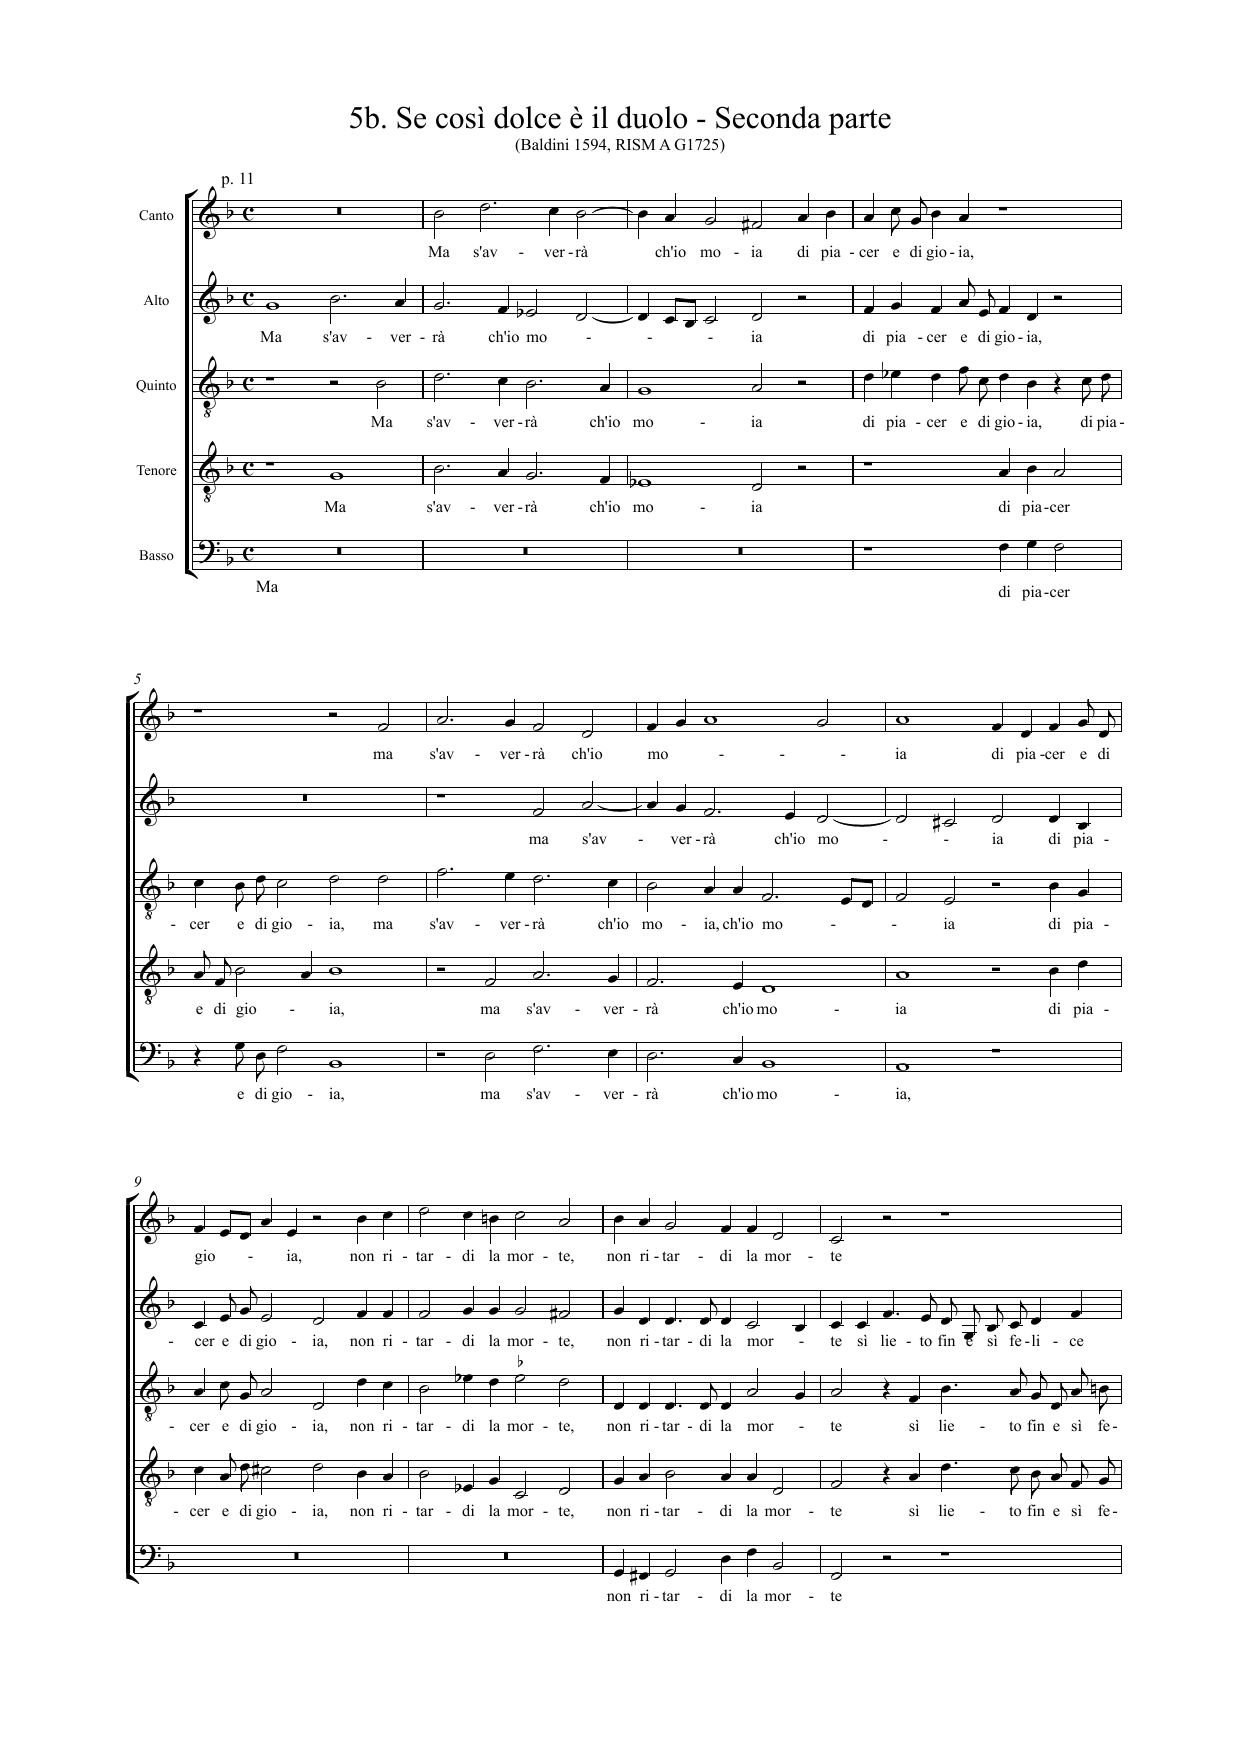 5b. Se così dolce è il duolo - Seconda parte
(Baldini 1594, RISM A G1725)
p. 11
Canto
Ma s'av - ver - rà ch'io mo - ia di pia - cer e di gio - ia,
Alto
Ma s'av - ver - rà ch'io mo - - - - ia di pia - cer e di gio - ia,
Quinto
Ma s'av - ver - rà ch'io mo - ia di pia - cer e di gio - ia, di pia -
Tenore
Ma s'av - ver - rà ch'io mo - ia di pia - cer
Basso
Ma di pia - cer
5
ma s'av - ver - rà ch'io mo - - - ia di pia - cer e di
ma s'av - ver - rà ch'io mo - - ia di pia -
- cer e di gio - ia, ma s'av - ver - rà ch'io mo - ia, ch'io mo - - ia di pia -
e di gio - ia, ma s'av - ver - rà ch'io mo - ia di pia -
e di gio - ia, ma s'av - ver - rà ch'io mo - ia,
9
gio - ia, non ri - tar - di la mor - te, non ri - tar - di la mor - te
- cer e di gio - ia, non ri - tar - di la mor - te, non ri - tar - di la mor - te sì lie - to fin e sì fe - li - ce
- cer e di gio - ia, non ri - tar - di la mor - te, non ri - tar - di la mor - te sì lie - to fin e sì fe -
- cer e di gio - ia, non ri - tar - di la mor - te, non ri - tar - di la mor - te sì lie - to fin e sì fe -
non ri - tar - di la mor - te